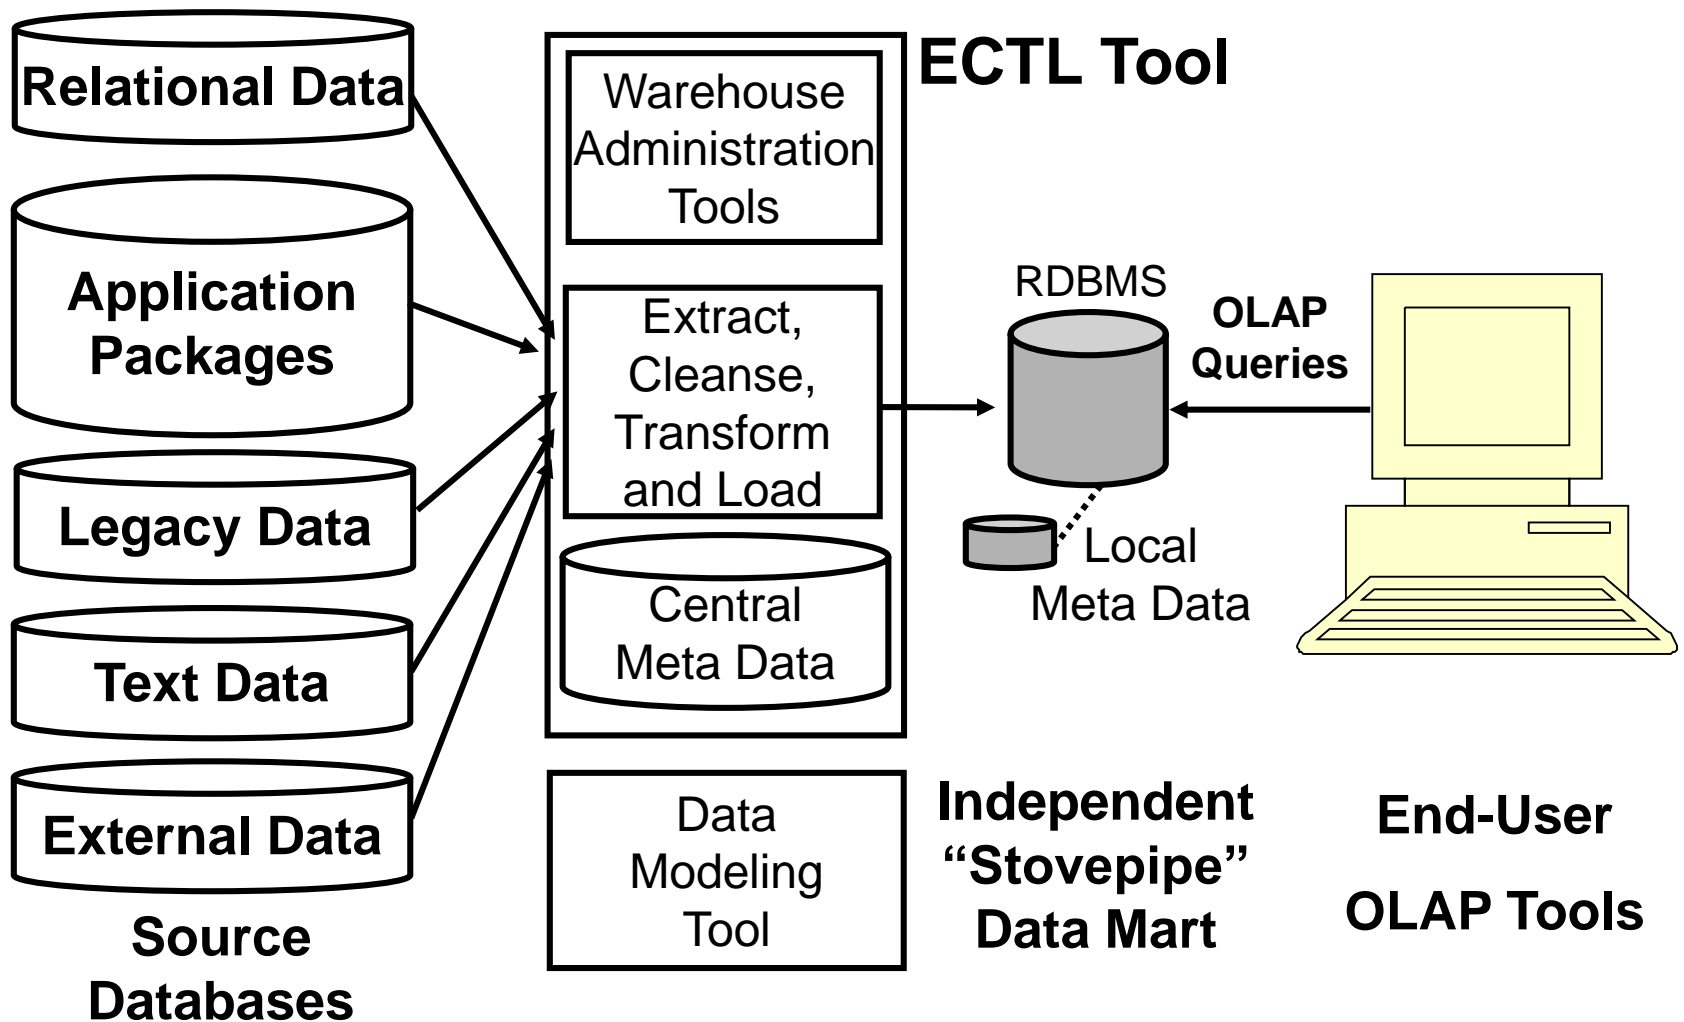 Relational Data
Application
Packages
Legacy Data
Text Data
External Data
Source
Databases
ECTL Tool
Warehouse
Administration
Tools
Extract,
Cleanse,
Transform
and Load
Central
Meta Data
Data
Modeling
Tool
RDBMS
Local
Meta Data
Independent
“Stovepipe”
Data Mart
OLAP
Queries
End-User
OLAP Tools